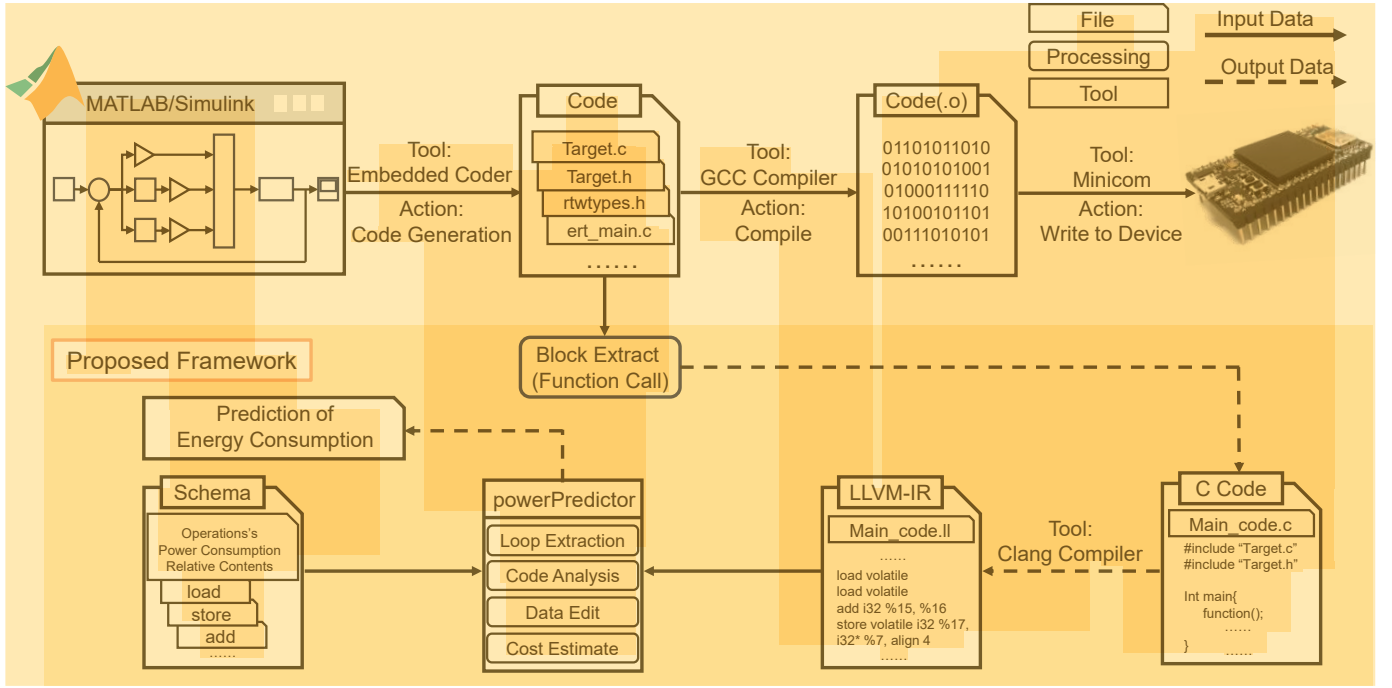 File
Processing
Tool
Input Data
Output Data
MATLAB/Simulink
Tool:
Embedded Coder
Action:
Code Generation
Code
Target.c
Target.h
rtwtypes.h
ert_main.c
......
Tool:
GCC Compiler
Action:
Compile
Code(.o)
01101011010
01010101001
01000111110
10100101101
00111010101
......
Tool:
Minicom
Action:
Write to Device
Proposed Framework
Block Extract
(Function Call)
Prediction of
Energy Consumption
Schema
Operations's
Power Consumption
Relative Contents
load
store
add
......
powerPredictor
Loop Extraction
Code Analysis
Data Edit
Cost Estimate
LLVM-IR
Main_code.ll
......
load volatile
load volatile
add i32 %15, %16
store volatile i32 %17,
i32* %7, align 4
......
Tool:
Clang Compiler
C Code
Main_code.c
#include “Target.c”
#include “Target.h”
Int main{
function();
......
} ......